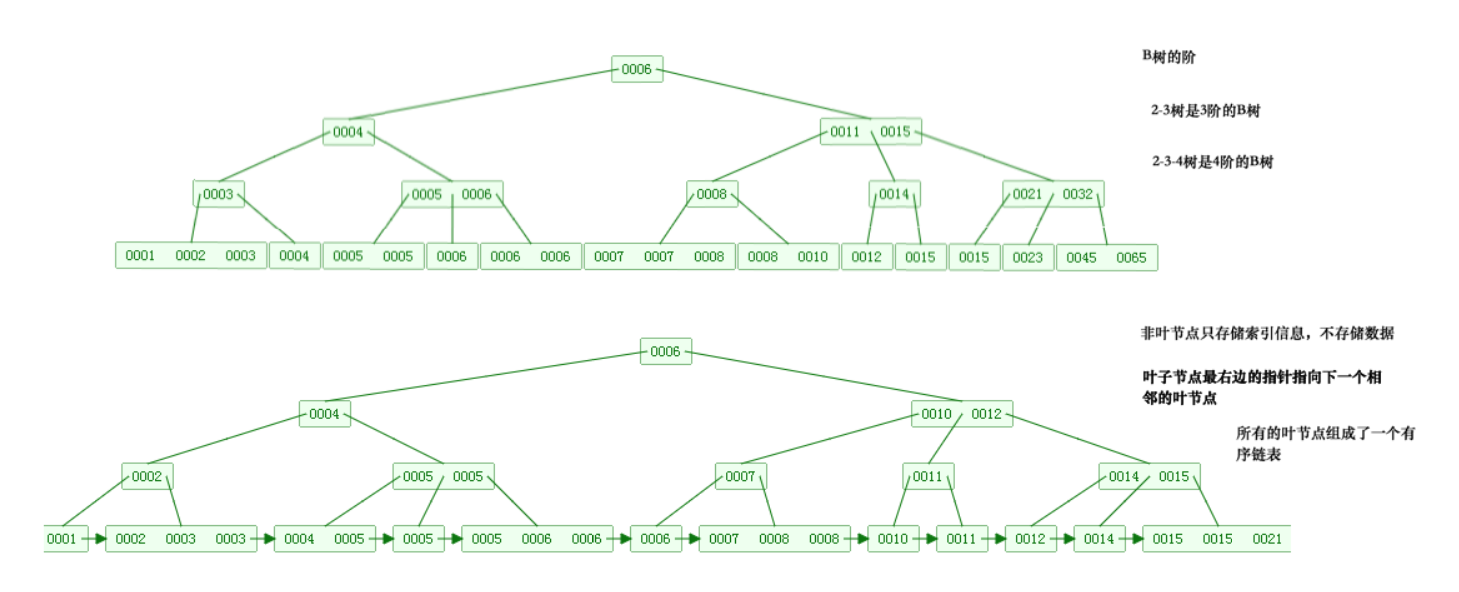 0006
B树的阶
0004
0011 0015
2-3树是3阶的B树
2-3-4树是4阶的B树
0003
0005 0006
0008
0014
0021 0032
0001 0002 0003
0004
0005 0005
0006
0006 0006
0007 0007 0008
0008 0010
0012
0015
0015
0023
0045 0065
非叶节点只存储索引信息，不存储数据
0006
叶子节点最右边的指针指向下一个相
邻的叶节点
0004
0010 0012
所有的叶节点组成了一个有
序链表
0002
0005 0005
0007
0011
0014 0015
0001
0002 0003 0003
0004 0005
0005
0005 0006 0006
0006
0007 0008 0008
0010
0011
0012
0014
0015 0015 0021